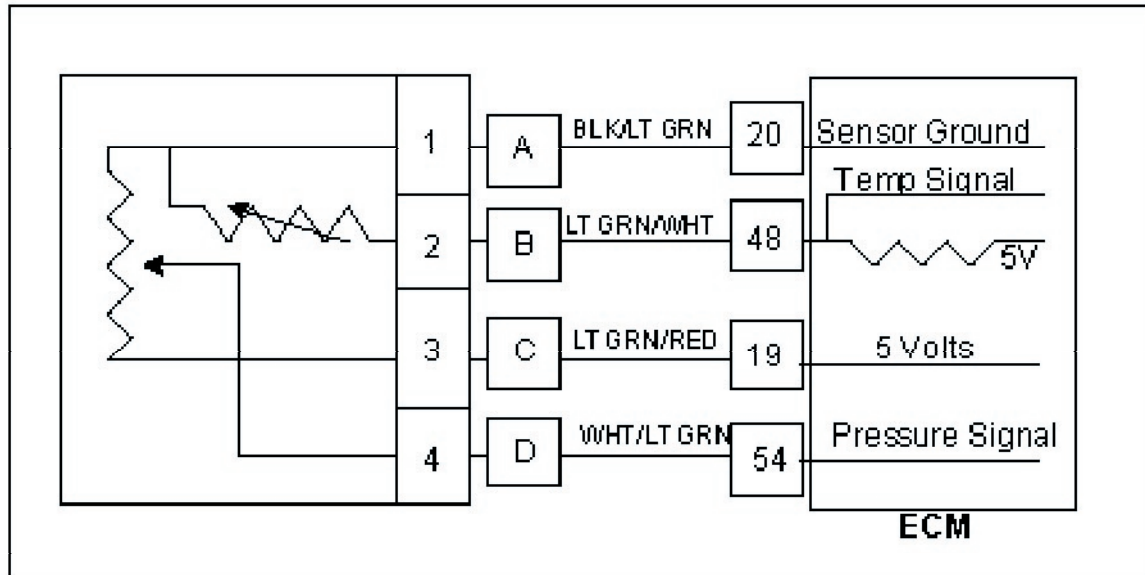 1 A BLK/LT GRN 20 Sensor Ground
Temp Signal
2 B LT GRN/WHT 48 5V
3 C LT GRN/RED 19 5 Volts
4 D WHT/LT GRN 54 Pressure Signal
ECM